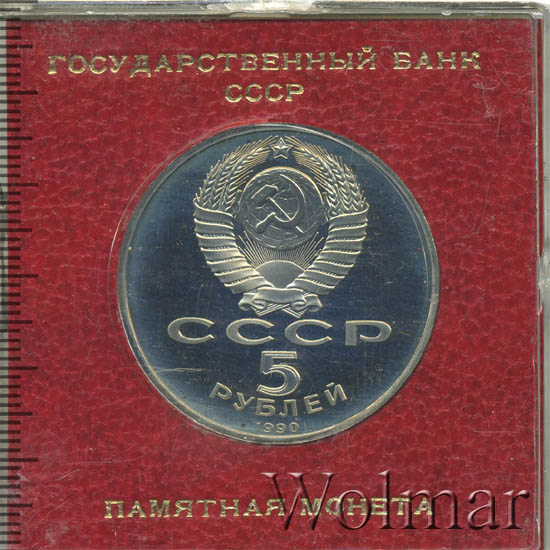 ГОСУДАРСТВЕННЫЙ БАНК
СССР
СССР
5
РУБЛЕЙ
1990
ПАМЯТНАЯ МОНЕТА
Wolmar